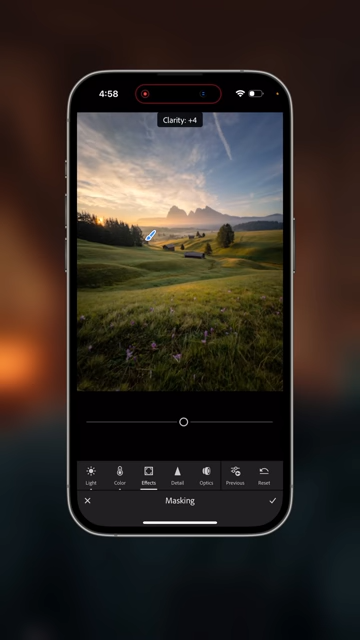 4:58
Clarity: +4
Light
Color
Effects
Detail
Optics
Previous
Reset
Masking